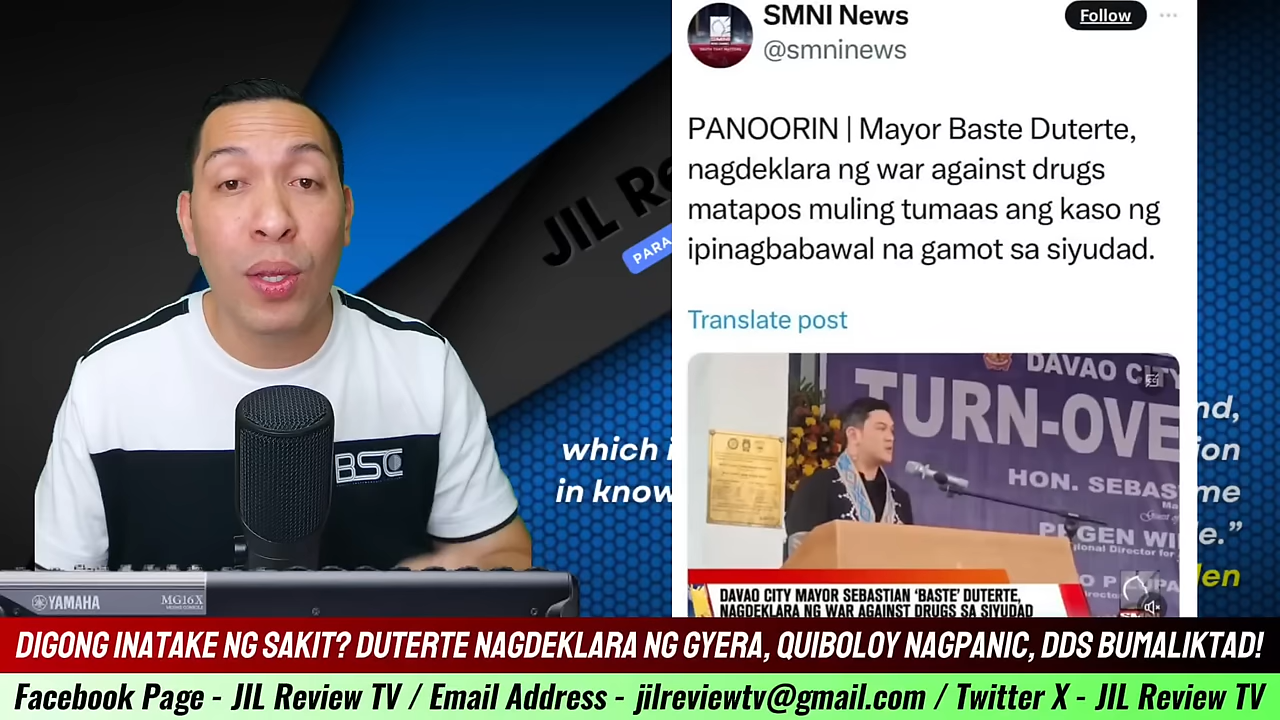 SMNI News
Follow
@smninews
PANOORIN | Mayor Baste Duterte,
nagdeklara ng war against drugs
matapos muling tumaas ang kaso ng
ipinagbabawal na gamot sa siyudad.
Translate post
JIL
PARA
DAVAO CITY
TURN-OVE
HON. SEBAS
DAVAO CITY MAYOR SEBASTIAN 'BASTE' DUTERTE,
NAGDEKLARA NG WAR AGAINST DRUGS SA SIYUDAD
which
in
me
BSC
YAMAHA
MG16X
DIGONG INATAKE NG SAKIT? DUTERTE NAGDEKLARA NG GYERA, QUIBOLOY NAGPANIC, DDS BUMALIKTAD!
Facebook Page - JIL Review TV / Email Address - jilreviewtv@gmail.com / Twitter X - JIL Review TV